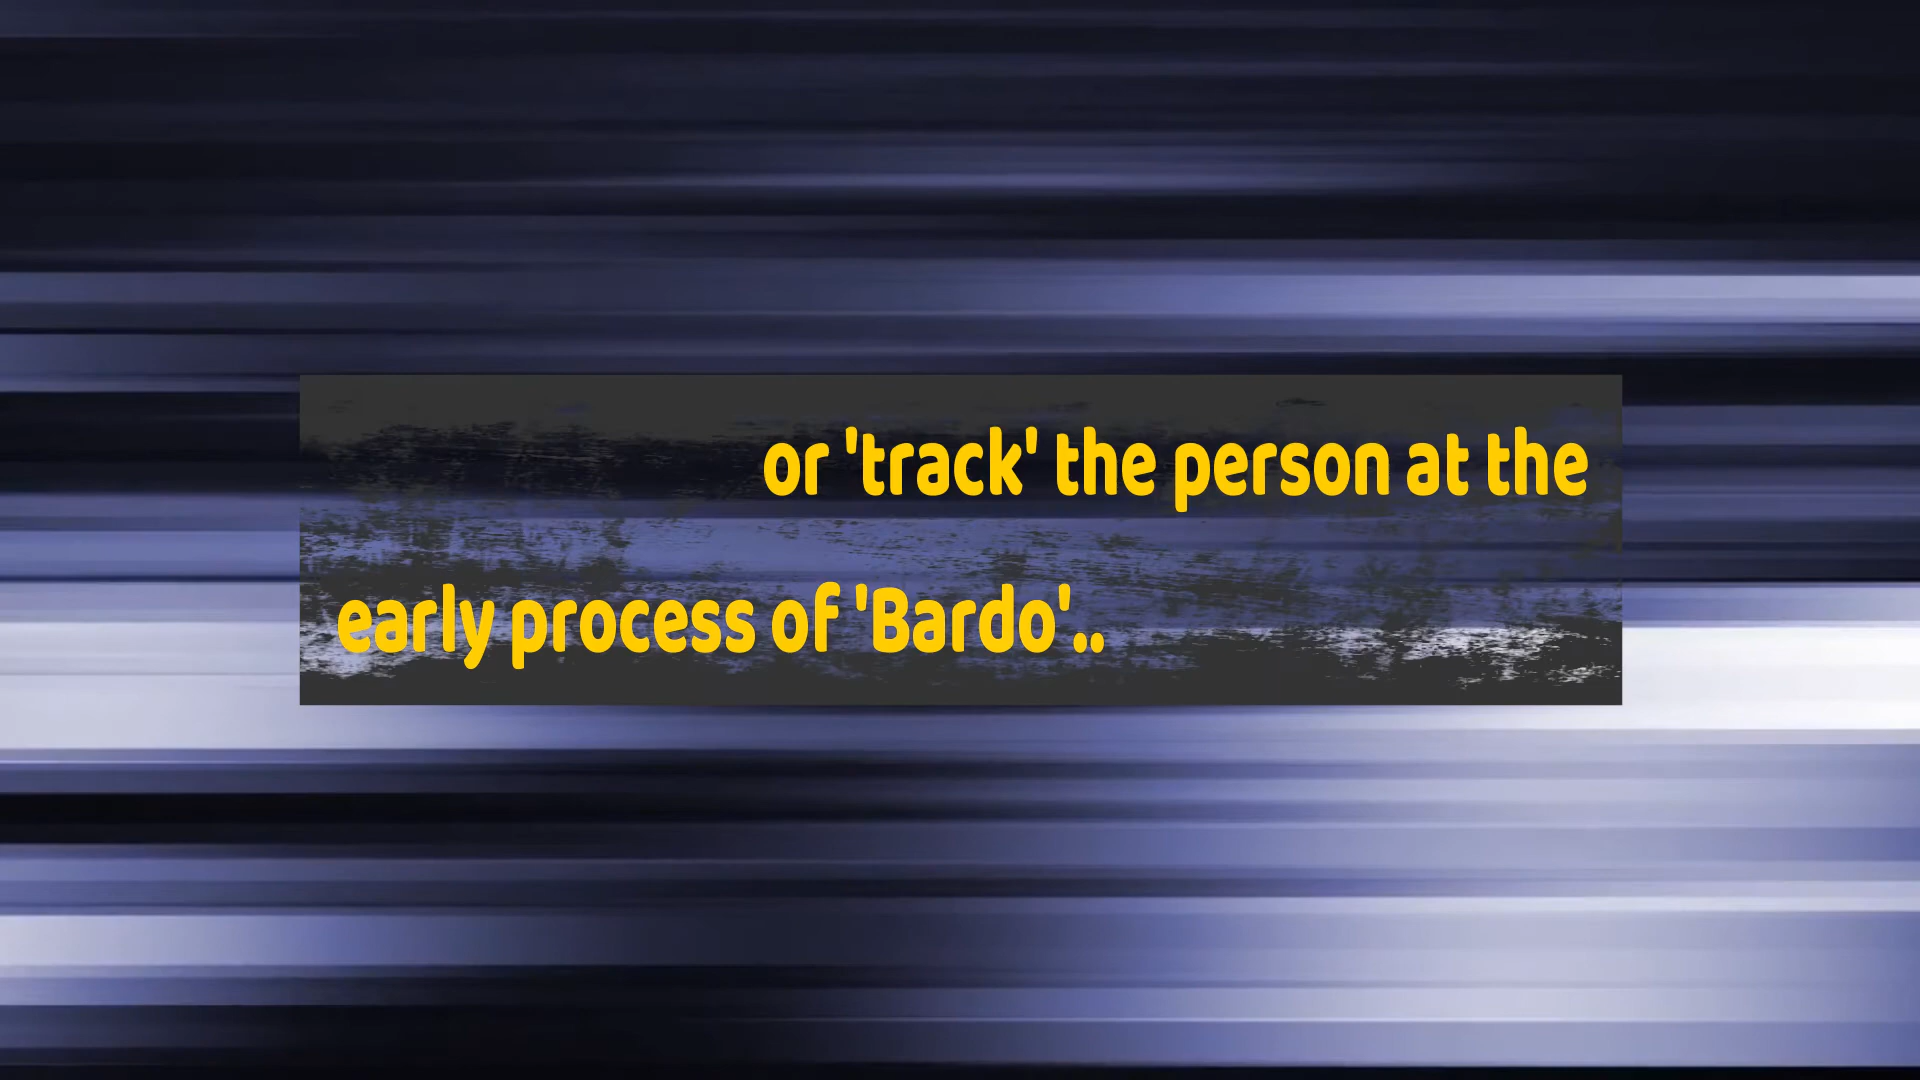 or 'track' the person at the
early process of 'Bardo'..